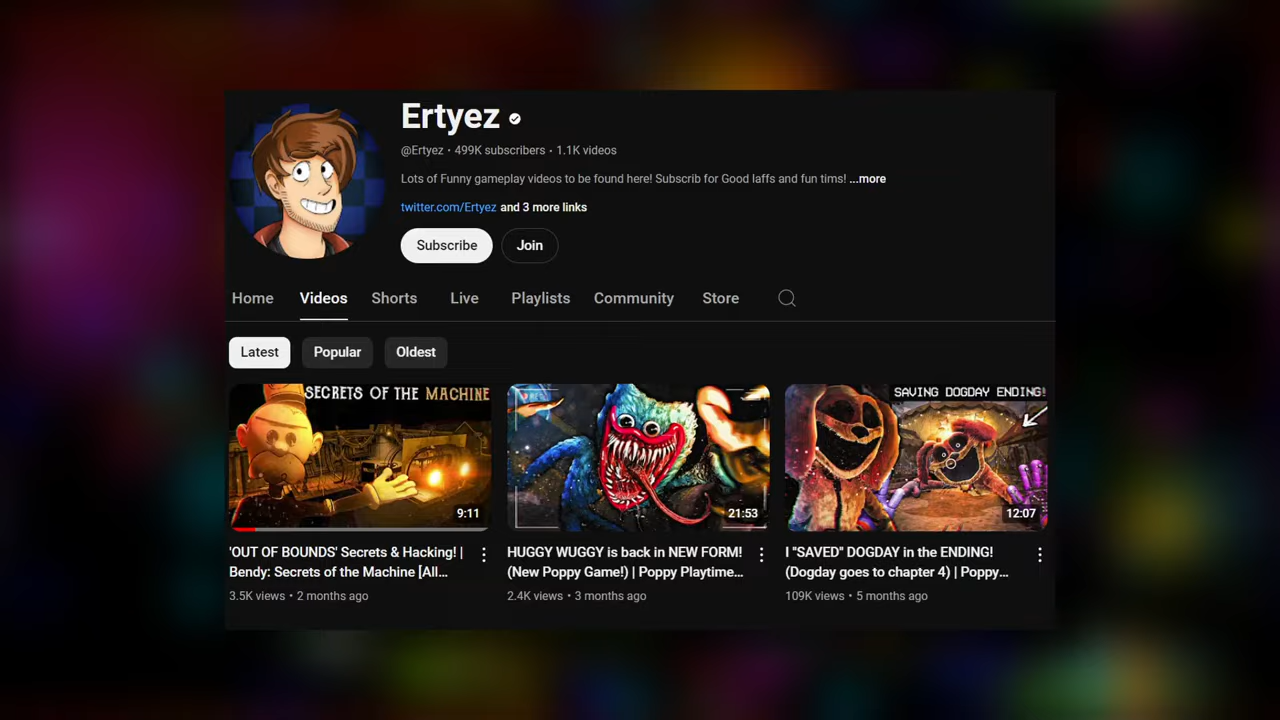 Ertyez
@Ertyez • 499K subscribers • 1.1K videos
Lots of Funny gameplay videos to be found here! Subscrib for Good laffs and fun tims! ...more
twitter.com/Ertyez and 3 more links
Subscribe Join
Home Videos Shorts Live Playlists Community Store
Latest Popular Oldest
SECRETS OF THE MACHINE
SAVING DOGDAY ENDING!
9:11 21:53 12:07
'OUT OF BOUNDS' Secrets & Hacking! |
Bendy: Secrets of the Machine [All...
3.5K views • 2 months ago
HUGGY WUGGY is back in NEW FORM!
(New Poppy Game!) | Poppy Playtime...
2.4K views • 3 months ago
I "SAVED" DOGDAY in the ENDING!
(Dogday goes to chapter 4) | Poppy...
109K views • 5 months ago